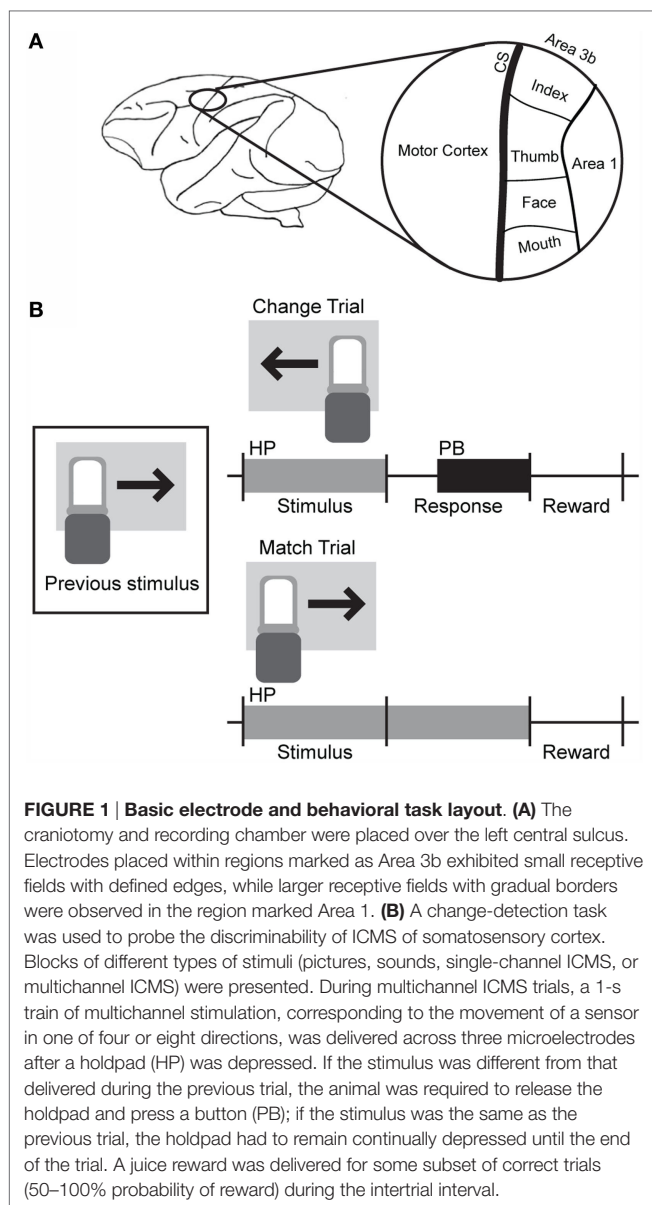 A
CS
Area 3b
Index
Motor Cortex
Thumb
Area 1
Face
Mouth
B
Change Trial
HP
PB
Stimulus
Response
Reward
Previous stimulus
Match Trial
HP
Stimulus
Reward
FIGURE 1 | Basic electrode and behavioral task layout. (A) The
craniotomy and recording chamber were placed over the left central sulcus.
Electrodes placed within regions marked as Area 3b exhibited small receptive
fields with defined edges, while larger receptive fields with gradual borders
were observed in the region marked Area 1. (B) A change-detection task
was used to probe the discriminability of ICMS of somatosensory cortex.
Blocks of different types of stimuli (pictures, sounds, single-channel ICMS, or
multichannel ICMS) were presented. During multichannel ICMS trials, a 1-s
train of multichannel stimulation, corresponding to the movement of a sensor
in one of four or eight directions, was delivered across three microelectrodes
after a holdpad (HP) was depressed. If the stimulus was different from that
delivered during the previous trial, the animal was required to release the
holdpad and press a button (PB); if the stimulus was the same as the
previous trial, the holdpad had to remain continually depressed until the end
of the trial. A juice reward was delivered for some subset of correct trials
(50–100% probability of reward) during the intertrial interval.